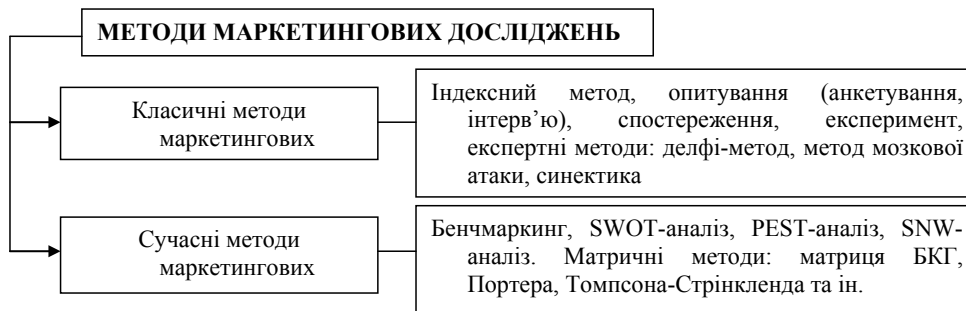 МЕТОДИ МАРКЕТИНГОВИХ ДОСЛІДЖЕНЬ
Класичні методи
маркетингових
Індексний метод, опитування (анкетування,
інтерв’ю), спостереження, експеримент,
експертні методи: делфі-метод, метод мозкової
атаки, синектика
Сучасні методи
маркетингових
Бенчмаркинг, SWOT-аналіз, PEST-аналіз, SNW-
аналіз. Матричні методи: матриця БКГ,
Портера, Томпсона-Стрінкленда та ін.